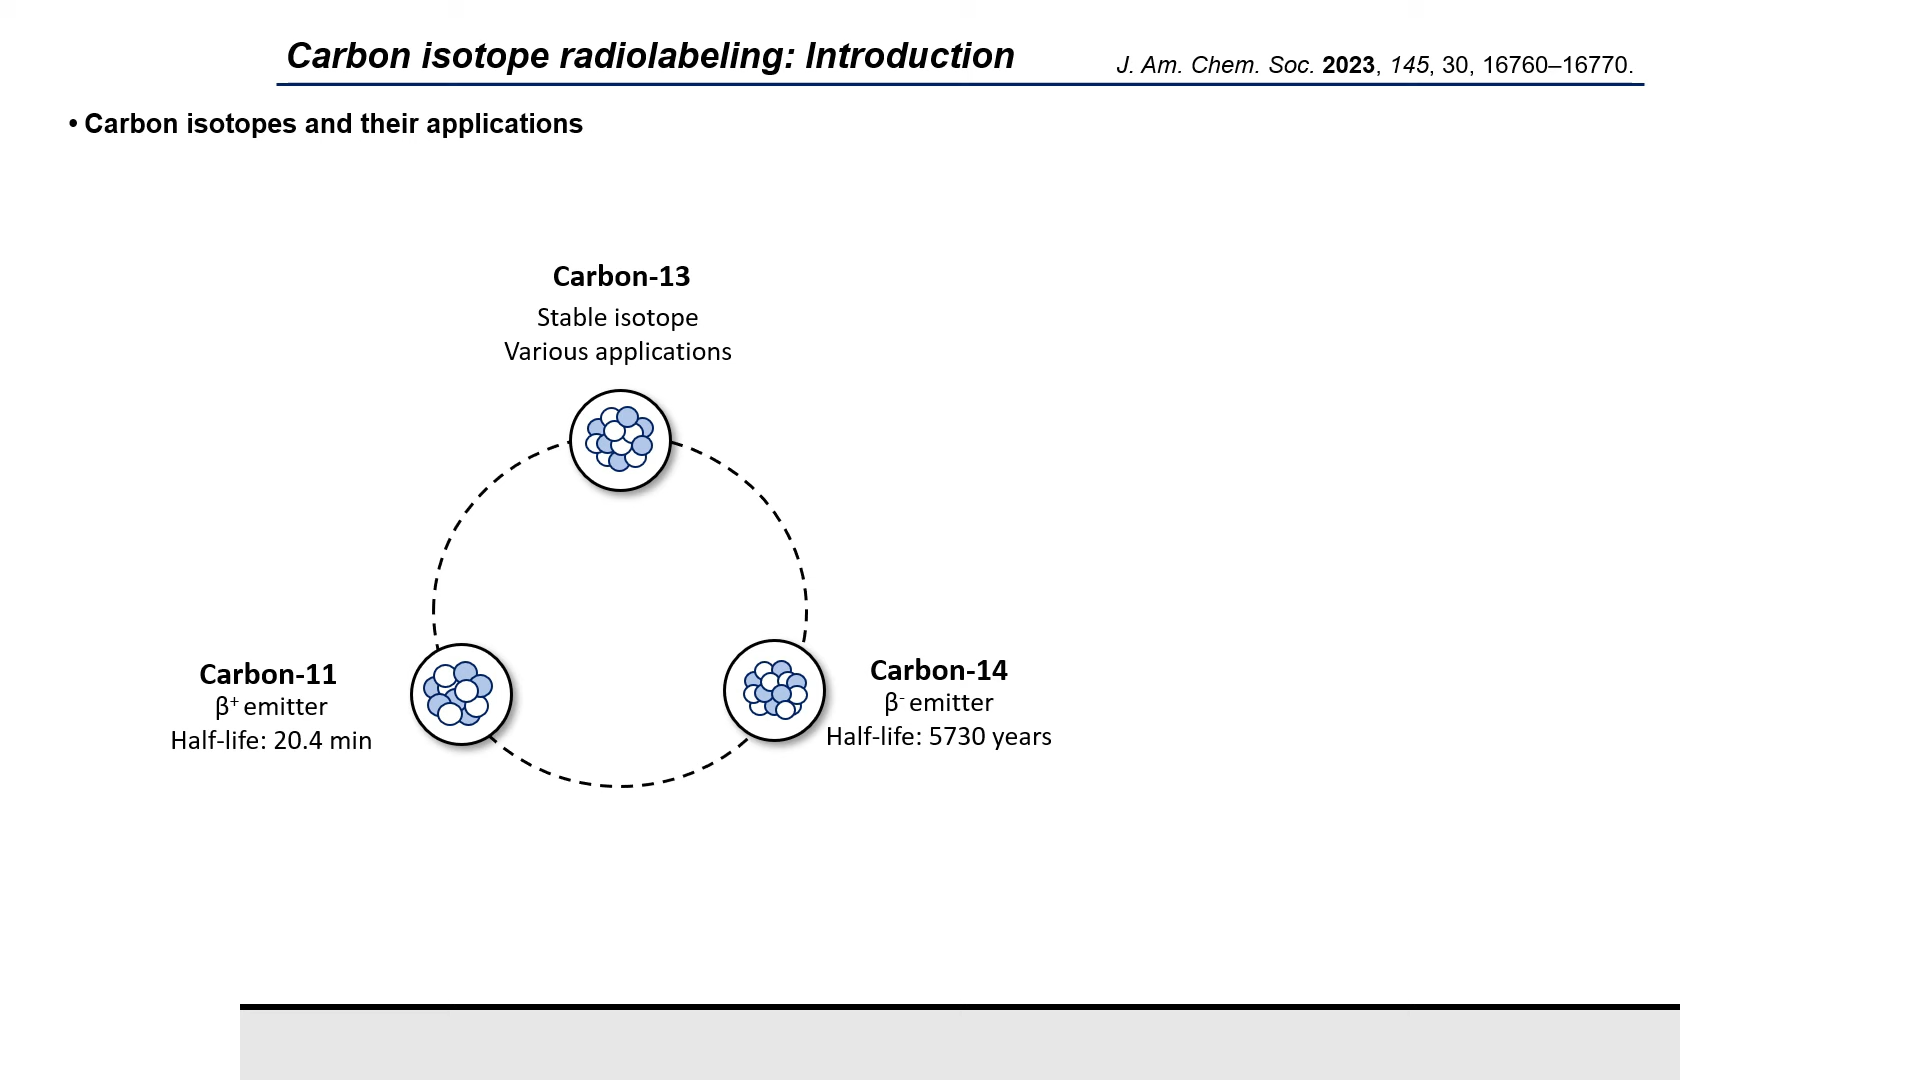 Carbon isotope radiolabeling: Introduction
J. Am. Chem. Soc. 2023, 145, 30, 16760–16770.
• Carbon isotopes and their applications
Carbon-13
Stable isotope
Various applications
Carbon-11
β⁺ emitter
Half-life: 20.4 min
Carbon-14
β⁻ emitter
Half-life: 5730 years